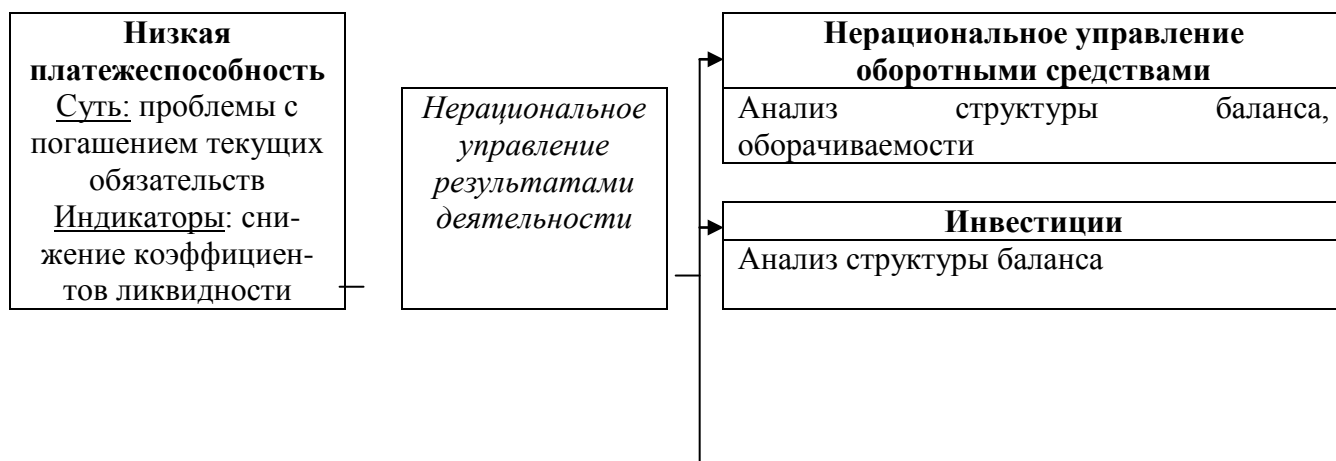 Низкая
платежеспособность
Суть: проблемы с
погашением текущих
обязательств
Индикаторы: сни-
жение коэффициен-
тов ликвидности
Нерациональное
управление
результатами
деятельности
Нерациональное управление
оборотными средствами
Анализ структуры баланса,
оборачиваемости
Инвестиции
Анализ структуры баланса